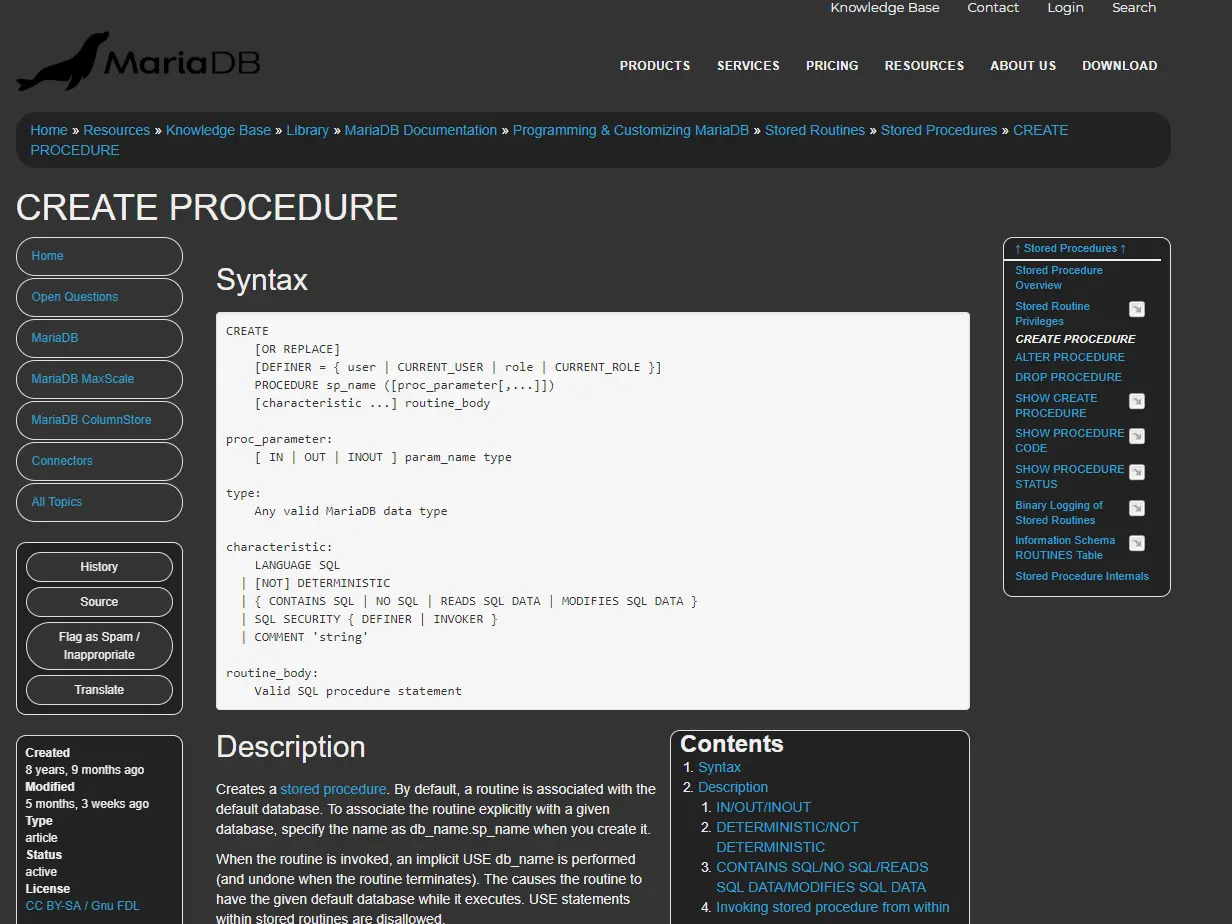 Knowledge Base Contact Login Search
MariaDB
PRODUCTS SERVICES PRICING RESOURCES ABOUT US DOWNLOAD
Home » Resources » Knowledge Base » Library » MariaDB Documentation » Programming & Customizing MariaDB » Stored Routines » Stored Procedures » CREATE
PROCEDURE
CREATE PROCEDURE
Home
Open Questions
MariaDB
MariaDB MaxScale
MariaDB ColumnStore
Connectors
All Topics
History
Source
Flag as Spam /
Inappropriate
Translate
Created
8 years, 9 months ago
Modified
5 months, 3 weeks ago
Type
article
Status
active
License
CC BY-SA / Gnu FDL
Syntax
CREATE
    [OR REPLACE]
    [DEFINER = { user | CURRENT_USER | role | CURRENT_ROLE }]
    PROCEDURE sp_name ([proc_parameter[,...]])
    [characteristic ...] routine_body
proc_parameter:
    [ IN | OUT | INOUT ] param_name type
type:
    Any valid MariaDB data type
characteristic:
    LANGUAGE SQL
  | [NOT] DETERMINISTIC
  | { CONTAINS SQL | NO SQL | READS SQL DATA | MODIFIES SQL DATA }
  | SQL SECURITY { DEFINER | INVOKER }
  | COMMENT 'string'
routine_body:
    Valid SQL procedure statement
Description
Creates a stored procedure. By default, a routine is associated with the
default database. To associate the routine explicitly with a given
database, specify the name as db_name.sp_name when you create it.
When the routine is invoked, an implicit USE db_name is performed
(and undone when the routine terminates). The causes the routine to
have the given default database while it executes. USE statements
within stored routines are disallowed.
Contents
1. Syntax
2. Description
1. IN/OUT/INOUT
2. DETERMINISTIC/NOT
DETERMINISTIC
3. CONTAINS SQL/NO SQL/READS
SQL DATA/MODIFIES SQL DATA
4. Invoking stored procedure from within
↑ Stored Procedures ↑
Stored Procedure
Overview
Stored Routine
Privileges
CREATE PROCEDURE
ALTER PROCEDURE
DROP PROCEDURE
SHOW CREATE
PROCEDURE
SHOW PROCEDURE
CODE
SHOW PROCEDURE
STATUS
Binary Logging of
Stored Routines
Information Schema
ROUTINES Table
Stored Procedure Internals